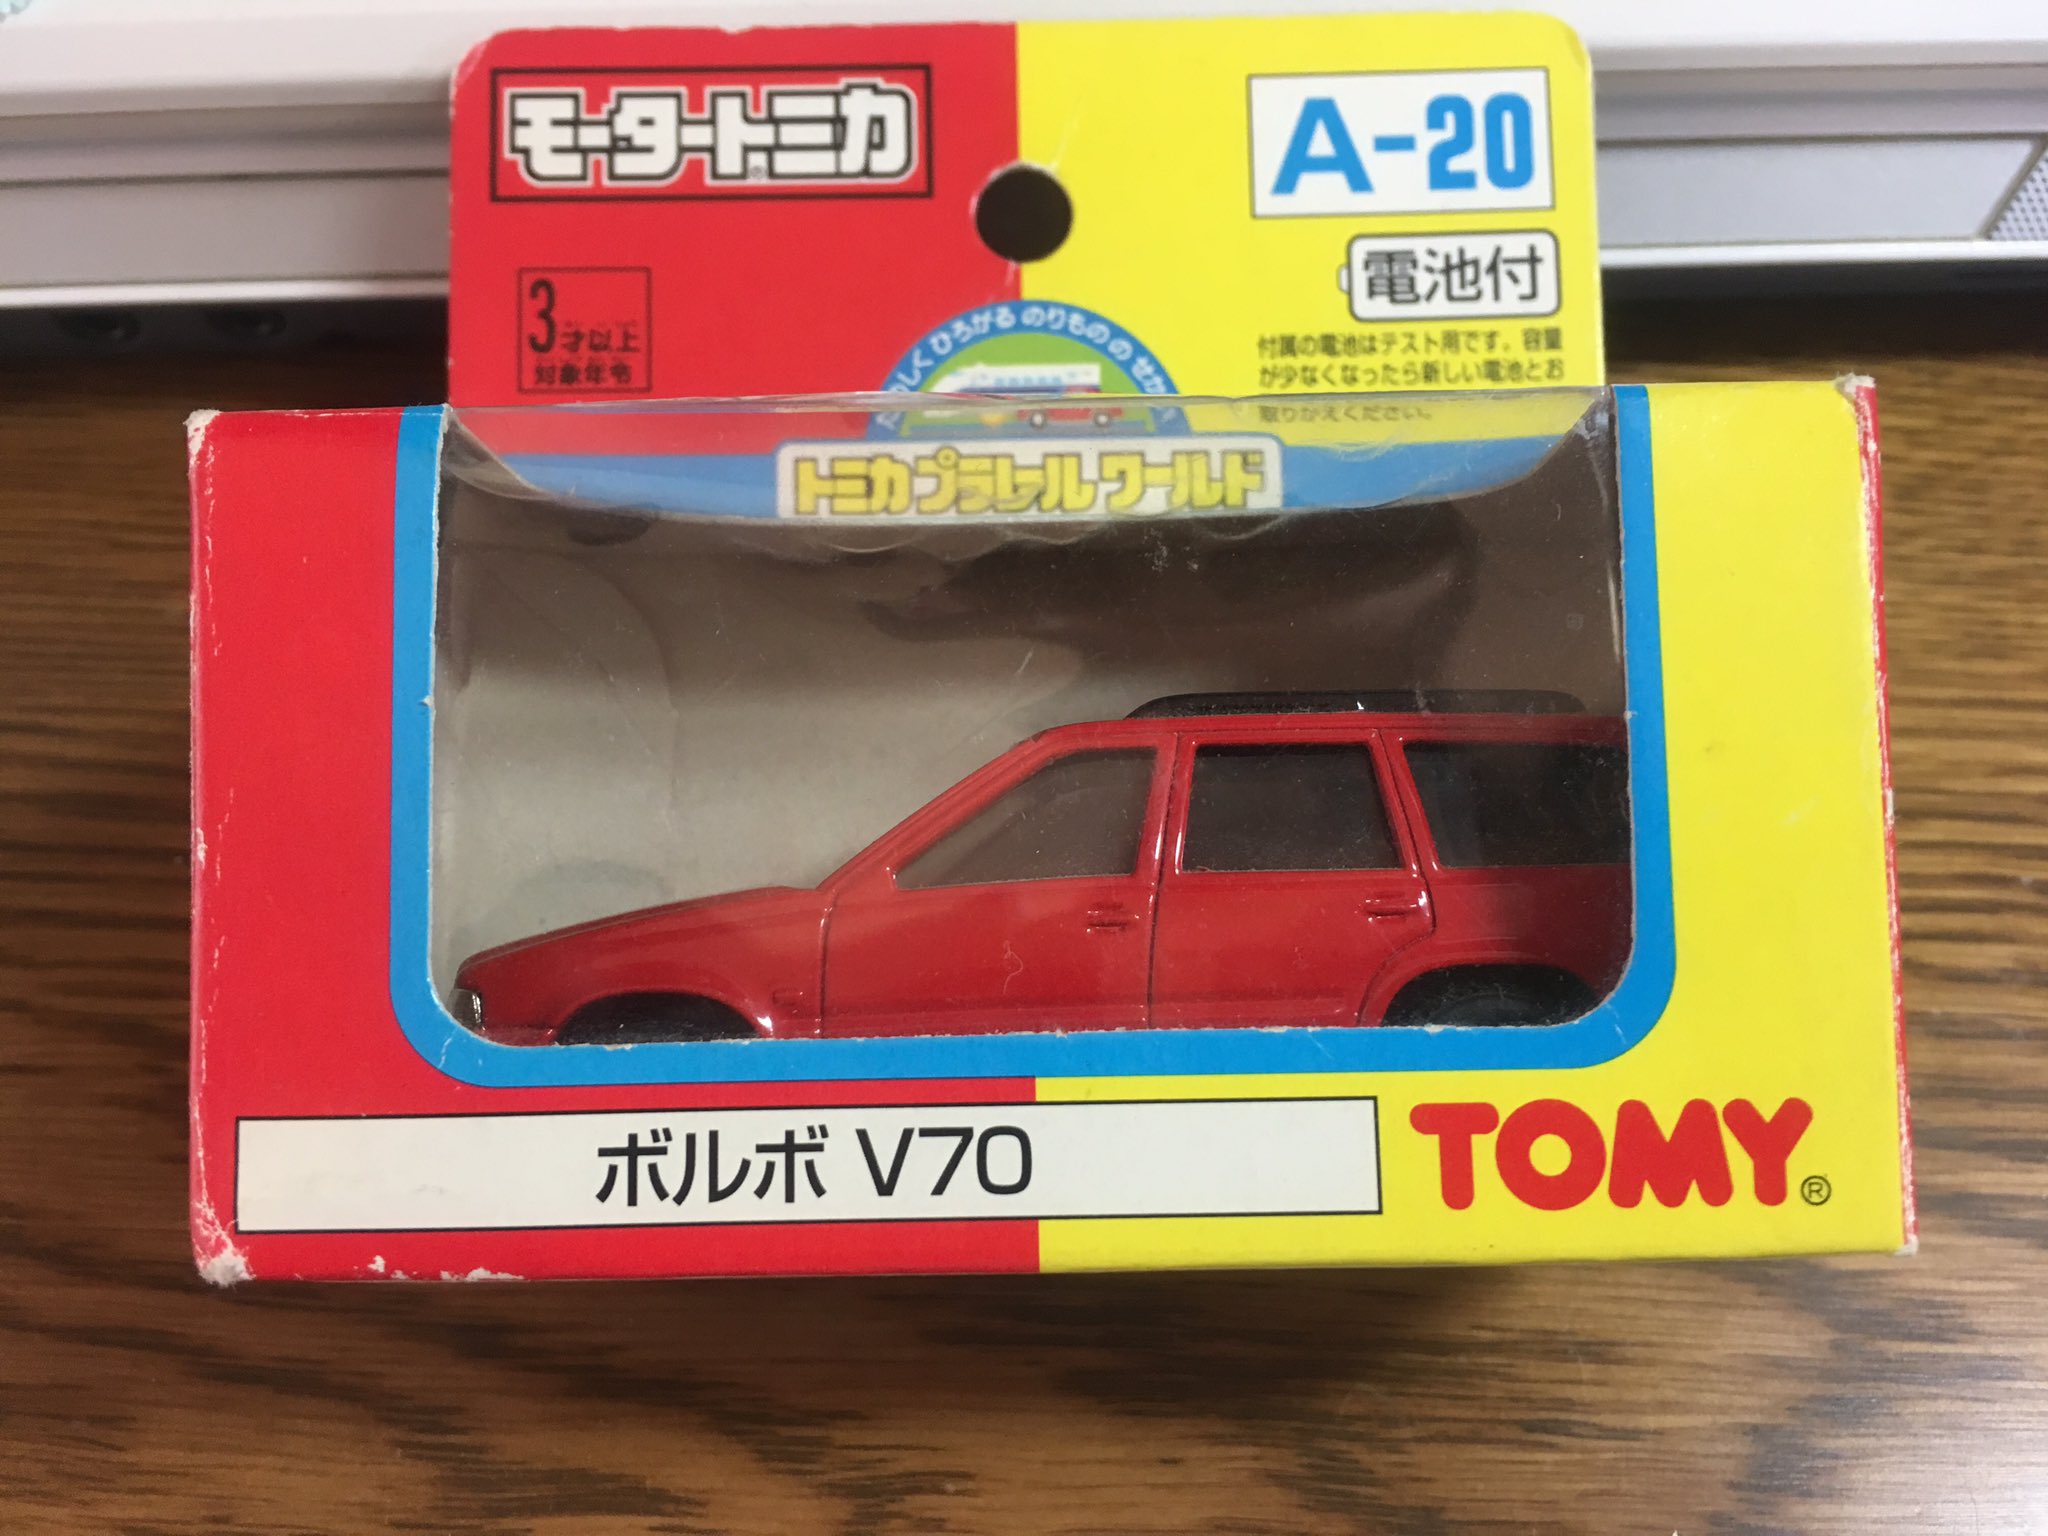 モータートミカ®
A-20
電池付
3才以上
対象年令
付属の電池はテスト用です。容量
が少なくなったら新しい電池とお
取りかえください。
たのしく ひろがる のりもの の せかい
トミカプラレールワールド
ボルボ V70
TOMY®